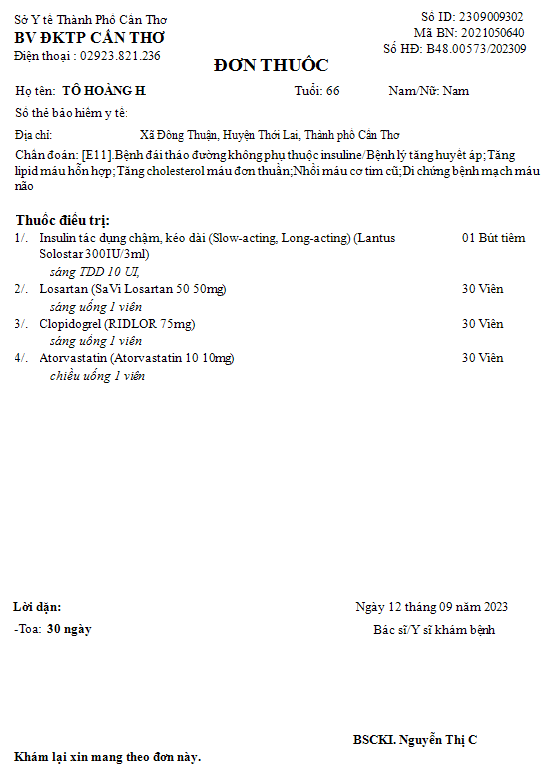 Sở Y tế Thành Phố Cần Thơ
BV ĐKTP CẦN THƠ
Điện thoại : 02923.821.236
Số ID: 2309009302
Mã BN: 2021050640
Số HĐ: B48.00573/202309
ĐƠN THUỐC
Họ tên: TÔ HOÀNG H Tuổi: 66 Nam/Nữ: Nam
Số thẻ bảo hiểm y tế:
Địa chỉ: Xã Đông Thuận, Huyện Thới Lai, Thành phố Cần Thơ
Chẩn đoán: [E11].Bệnh đái tháo đường không phụ thuộc insuline/Bệnh lý tăng huyết áp;Tăng
lipid máu hỗn hợp;Tăng cholesterol máu đơn thuần;Nhồi máu cơ tim cũ;Di chứng bệnh mạch máu
não
Thuốc điều trị:
1/. Insulin tác dụng chậm, kéo dài (Slow-acting, Long-acting) (Lantus 01 Bút tiêm
Solostar 300IU/3ml)
sáng TDD 10 UI,
2/. Losartan (SaVi Losartan 50 50mg) 30 Viên
sáng uống 1 viên
3/. Clopidogrel (RIDLOR 75mg) 30 Viên
sáng uống 1 viên
4/. Atorvastatin (Atorvastatin 10 10mg) 30 Viên
chiều uống 1 viên
Lời dặn:
-Toa: 30 ngày
Ngày 12 tháng 09 năm 2023
Bác sĩ/Y sĩ khám bệnh
BSCKI. Nguyễn Thị C
Khám lại xin mang theo đơn này.